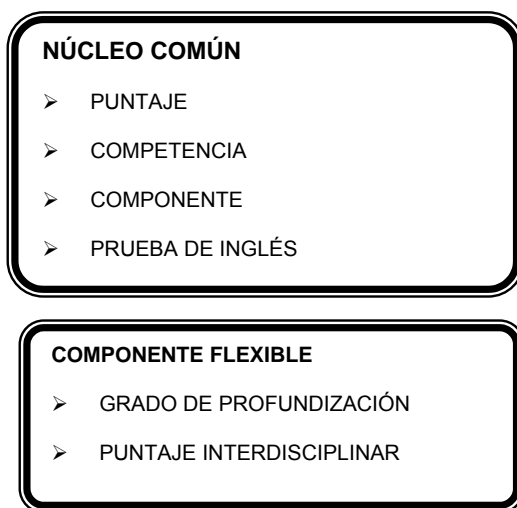 NÚCLEO COMÚN
➢ PUNTAJE
➢ COMPETENCIA
➢ COMPONENTE
➢ PRUEBA DE INGLÉS
COMPONENTE FLEXIBLE
➢ GRADO DE PROFUNDIZACIÓN
➢ PUNTAJE INTERDISCIPLINAR